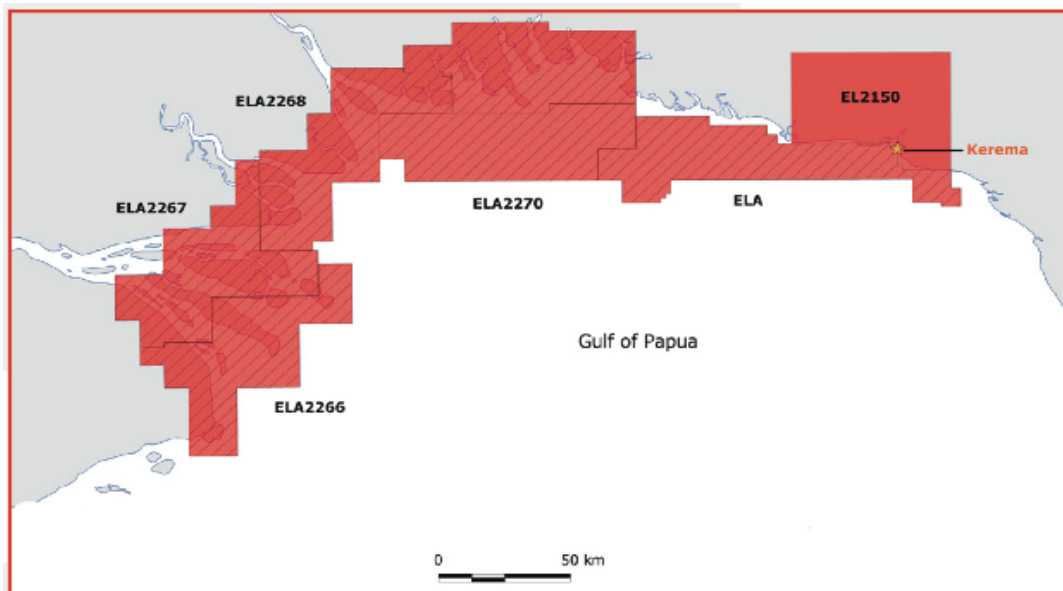 EL2150
ELA2268
Kerema
ELA2267
ELA2270
ELA
Gulf of Papua
ELA2266
0 50 km